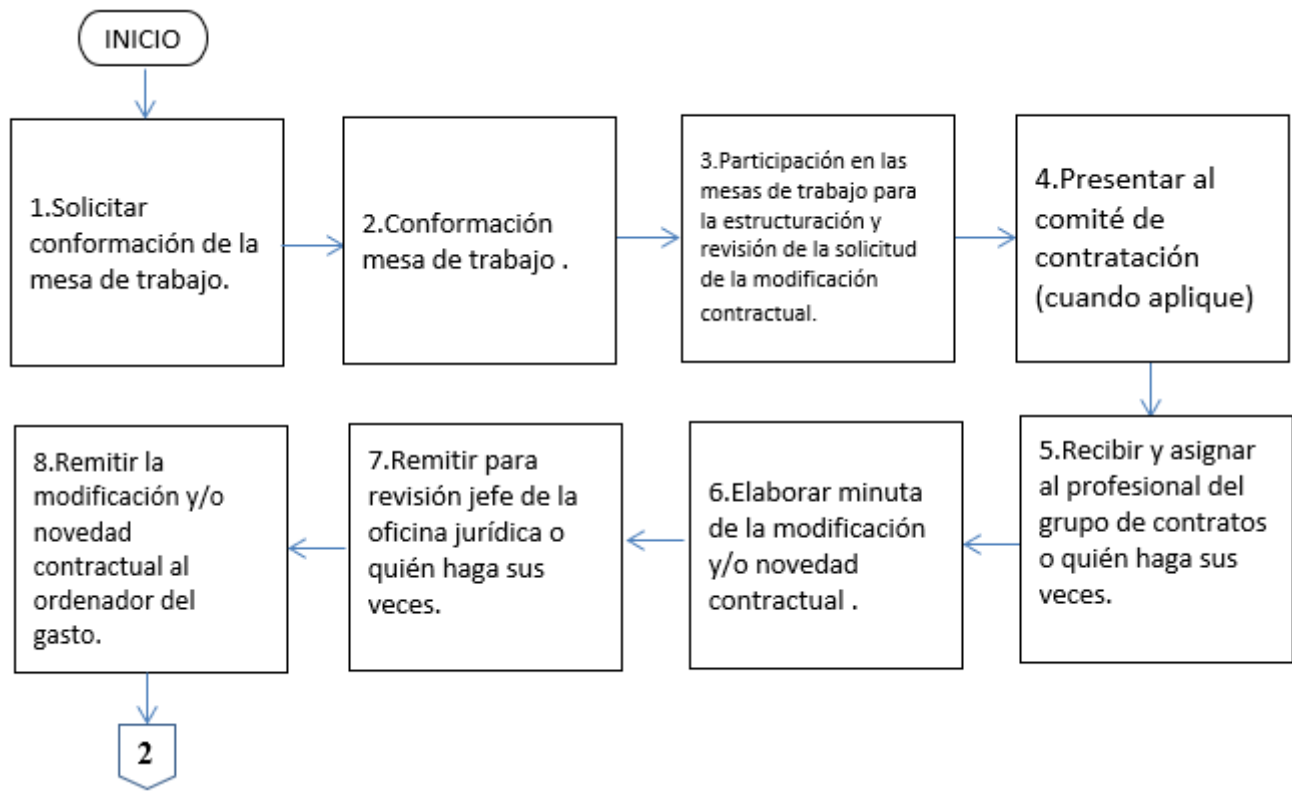 INICIO
1.Solicitar
conformación de la
mesa de trabajo.
2.Conformación
mesa de trabajo .
3.Participación en las
mesas de trabajo para
la estructuración y
revisión de la solicitud
de la modificación
contractual.
4.Presentar al
comité de
contratación
(cuando aplique)
5.Recibir y asignar
al profesional del
grupo de contratos
o quién haga sus
veces.
6.Elaborar minuta
de la modificación
y/o novedad
contractual .
7.Remitir para
revisión jefe de la
oficina jurídica o
quién haga sus
veces.
8.Remitir la
modificación y/o
novedad
contractual al
ordenador del
gasto.
2